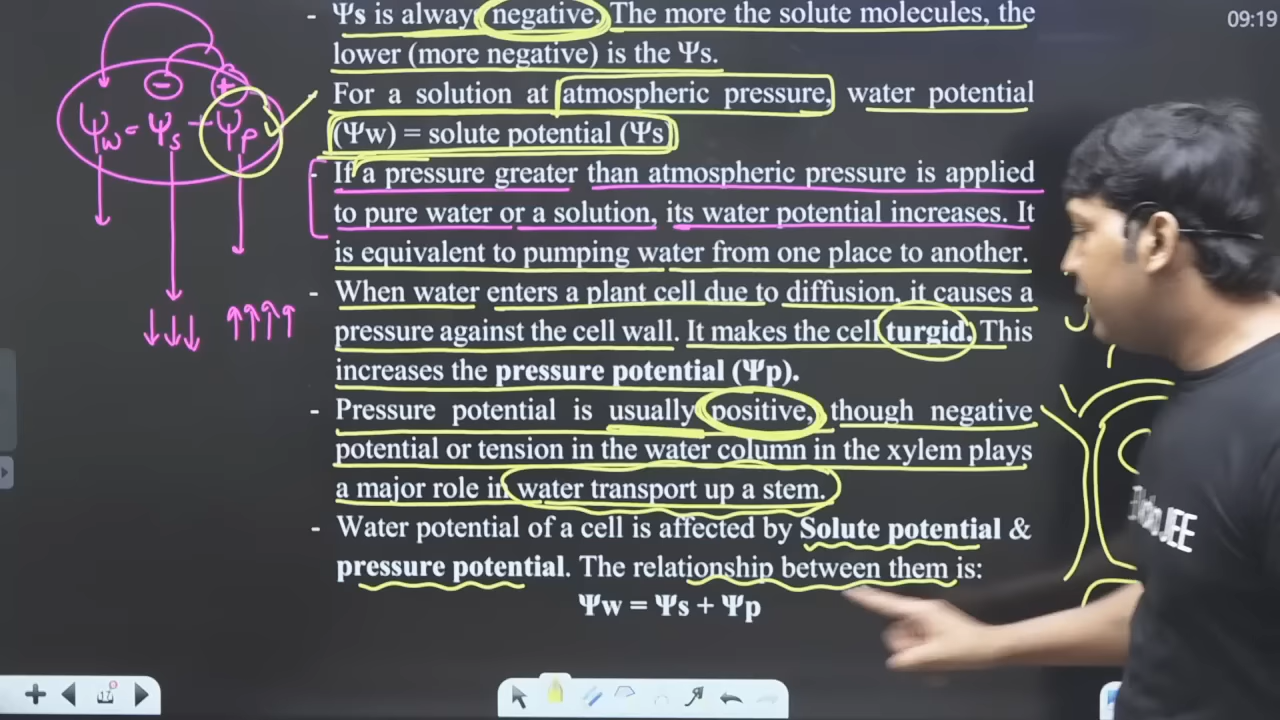 - Ψs is always negative. The more the solute molecules, the
lower (more negative) is the Ψs.
For a solution at atmospheric pressure, water potential
(Ψw) = solute potential (Ψs
- If a pressure greater than atmospheric pressure is applied
to pure water or a solution, its water potential increases. It
is equivalent to pumping water from one place to another.
- When water enters a plant cell due to diffusion, it causes a
pressure against the cell wall. It makes the cell turgid. This
increases the pressure potential (Ψp).
- Pressure potential is usually positive, though negative
potential or tension in the water column in the xylem plays
a major role in water transport up a stem.
- Water potential of a cell is affected by Solute potential &
pressure potential. The relationship between them is:
Ψw = Ψs + Ψp
Ψw = Ψs + Ψp
- +
09:19
JEE